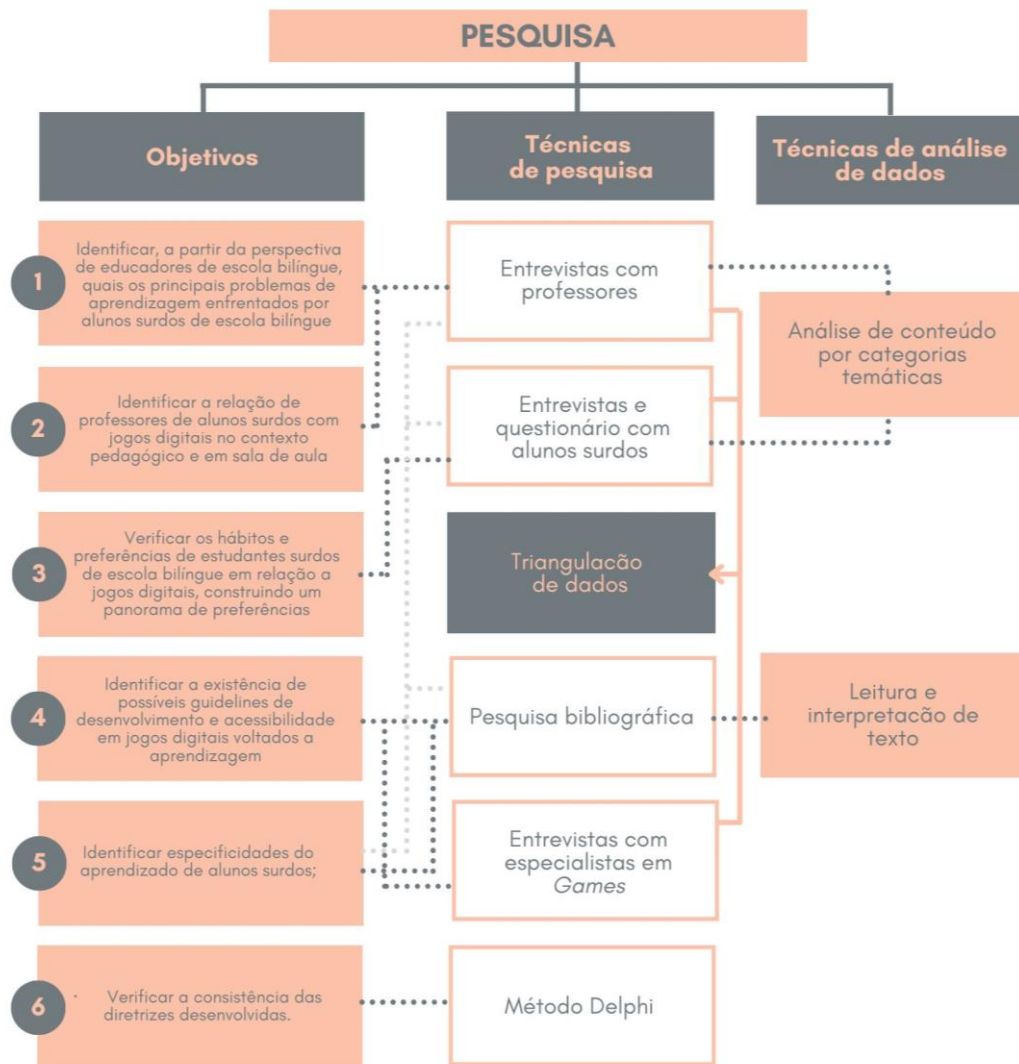 PESQUISA
Objetivos
Técnicas
de pesquisa
Técnicas de análise
de dados
1
Identificar, a partir da perspectiva
de educadores de escola bilíngue,
quais os principais problemas de
aprendizagem enfrentados por
alunos surdos de escola bilíngue
Entrevistas com
professores
Análise de conteúdo
por categorias
temáticas
2
Identificar a relação de
professores de alunos surdos com
jogos digitais no contexto
pedagógico e em sala de aula
Entrevistas e
questionário com
alunos surdos
3
Verificar os hábitos e
preferências de estudantes surdos
de escola bilíngue em relação a
jogos digitais, construindo um
panorama de preferências
Triangulacão
de dados
4
Identificar a existência de
possíveis guidelines de
desenvolvimento e acessibilidade
em jogos digitais voltados a
aprendizagem
Pesquisa bibliográfica
Leitura e
interpretacão de
texto
5
Identificar especificidades do
aprendizado de alunos surdos;
Entrevistas com
especialistas em
Games
6
Verificar a consistência das
diretrizes desenvolvidas.
Método Delphi